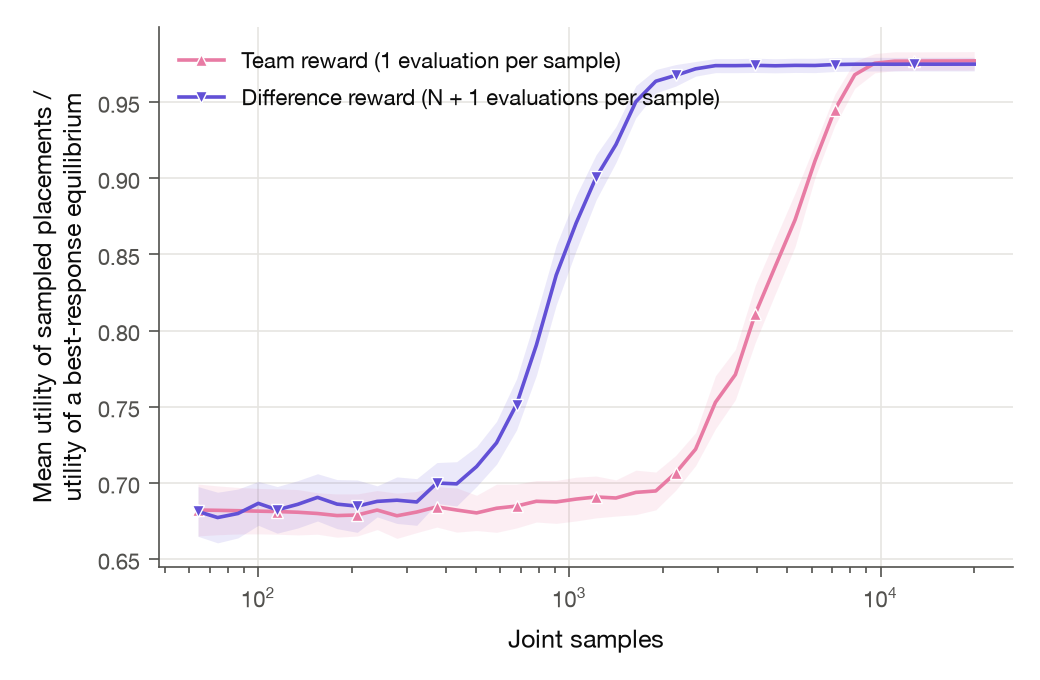 Team reward (1 evaluation per sample)
Difference reward (N + 1 evaluations per sample)
Mean utility of sampled placements /
utility of a best-response equilibrium
0.95
0.90
0.85
0.80
0.75
0.70
0.65
10²
10³
10⁴
Joint samples